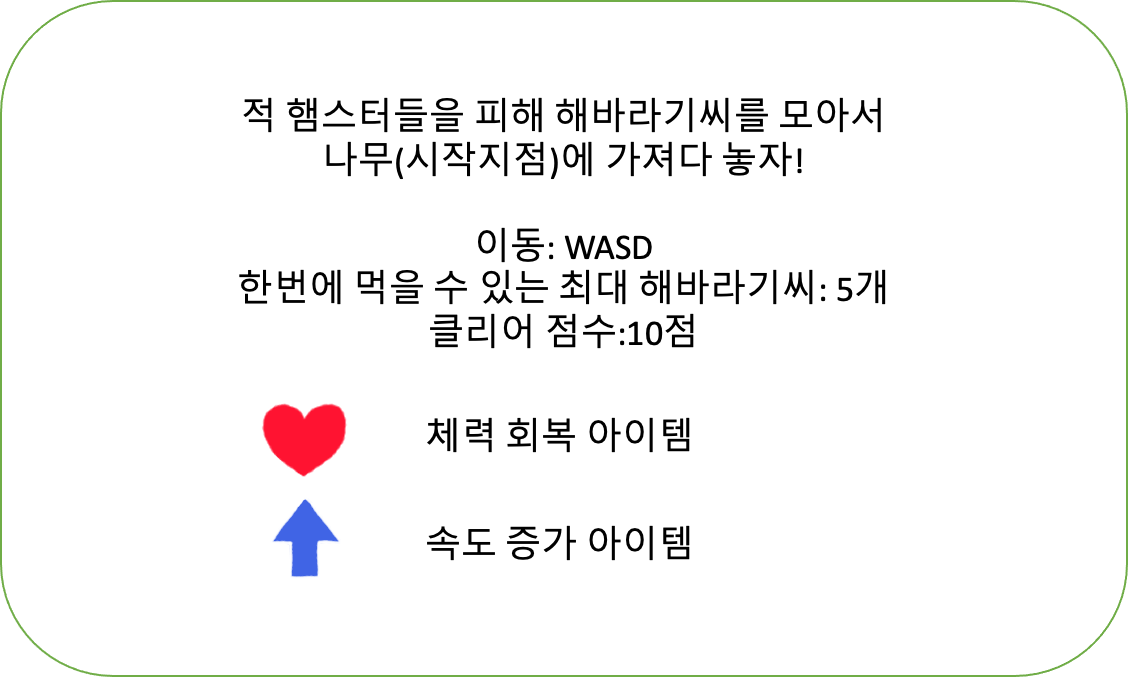 적 햄스터들을 피해 해바라기씨를 모아서
나무(시작지점)에 가져다 놓자!
이동: WASD
한번에 먹을 수 있는 최대 해바라기씨: 5개
클리어 점수:10점
체력 회복 아이템
속도 증가 아이템